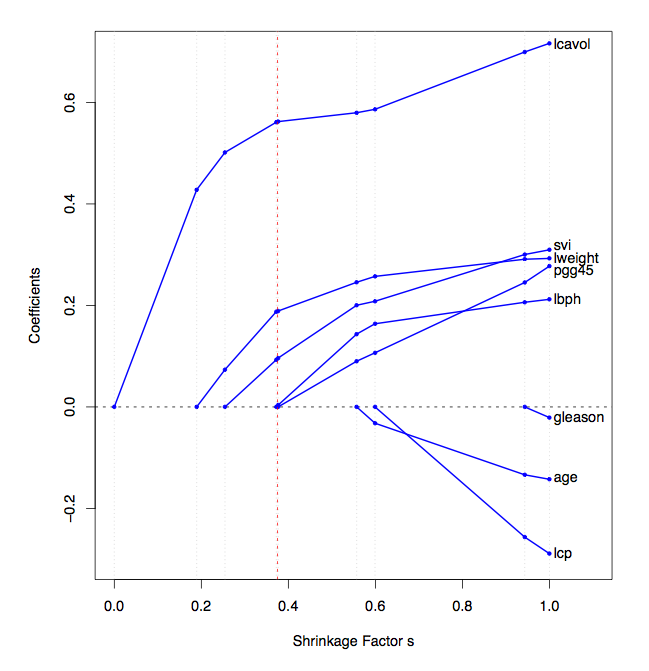 Coefficients
0.6
0.4
0.2
0.0
−0.2
lcavol
svi
lweight
pgg45
lbph
gleason
age
lcp
0.0 0.2 0.4 0.6 0.8 1.0
Shrinkage Factor s